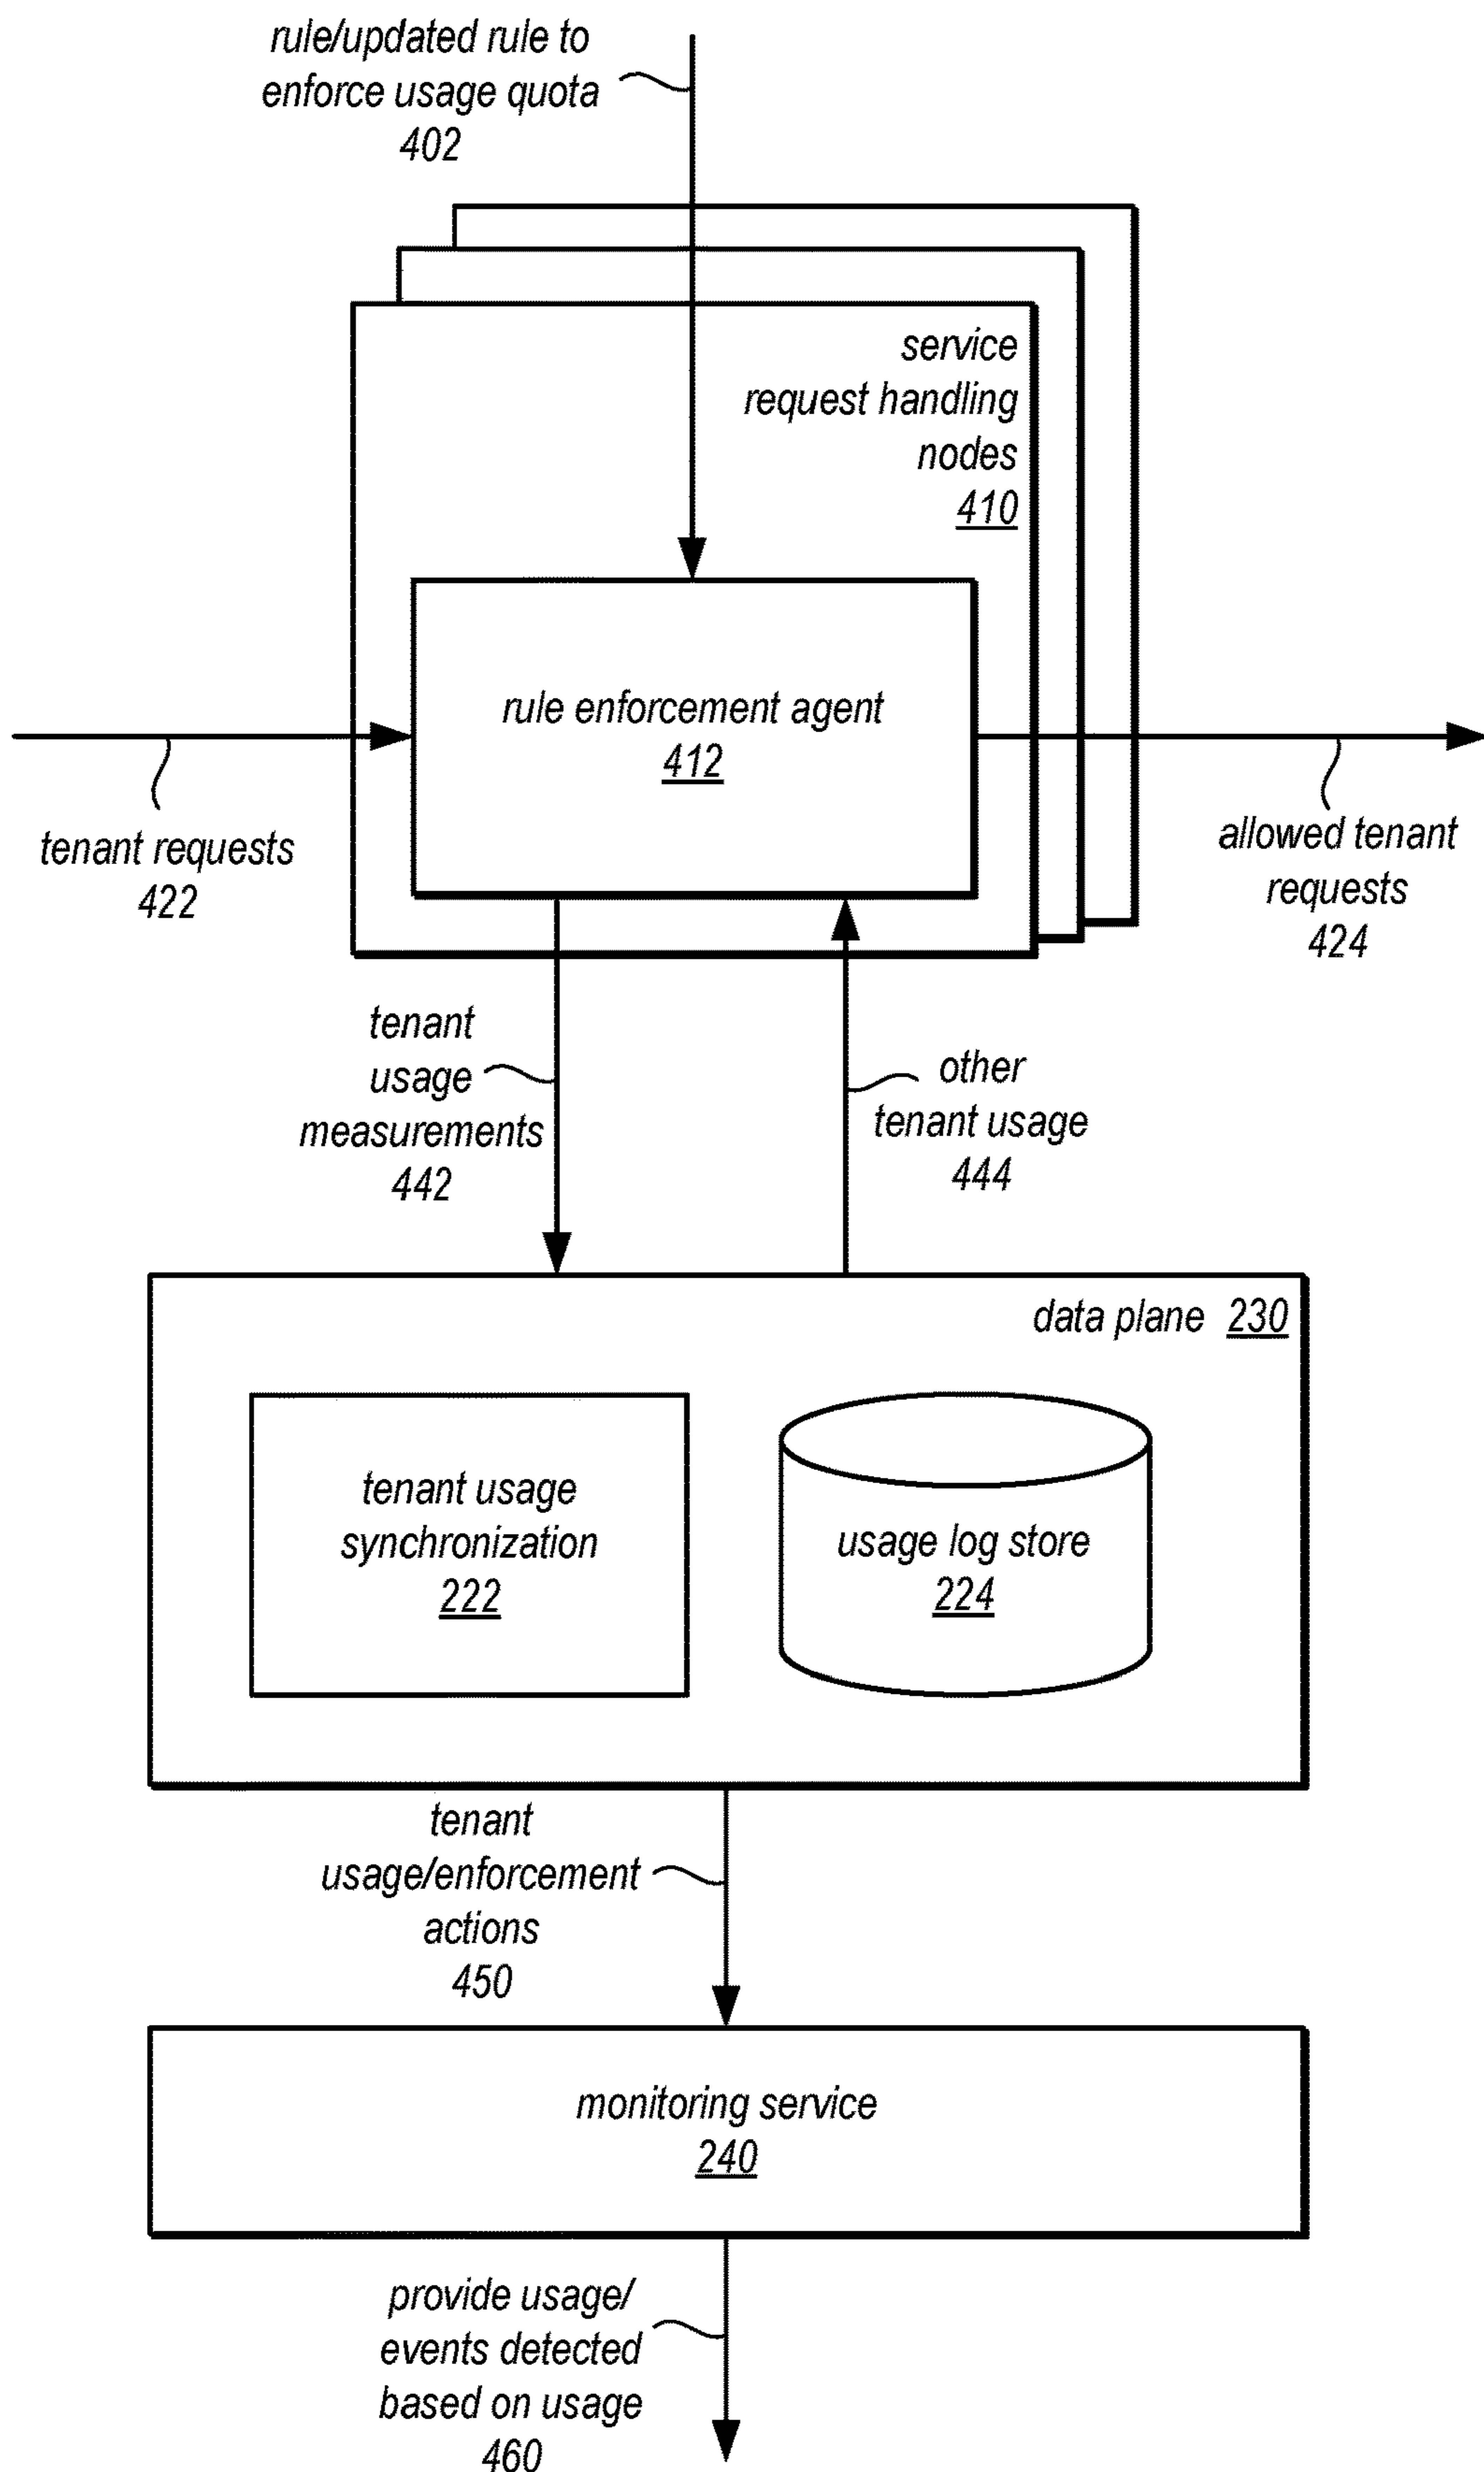 rule/updated rule to
enforce usage quota
402
service
request handling
nodes
410
rule enforcement agent
412
tenant requests
422
allowed tenant
requests
424
tenant
usage
measurements
442
other
tenant usage
444
data plane 230
tenant usage
synchronization
222
usage log store
224
tenant
usage/enforcement
actions
450
monitoring service
240
provide usage/
events detected
based on usage
460